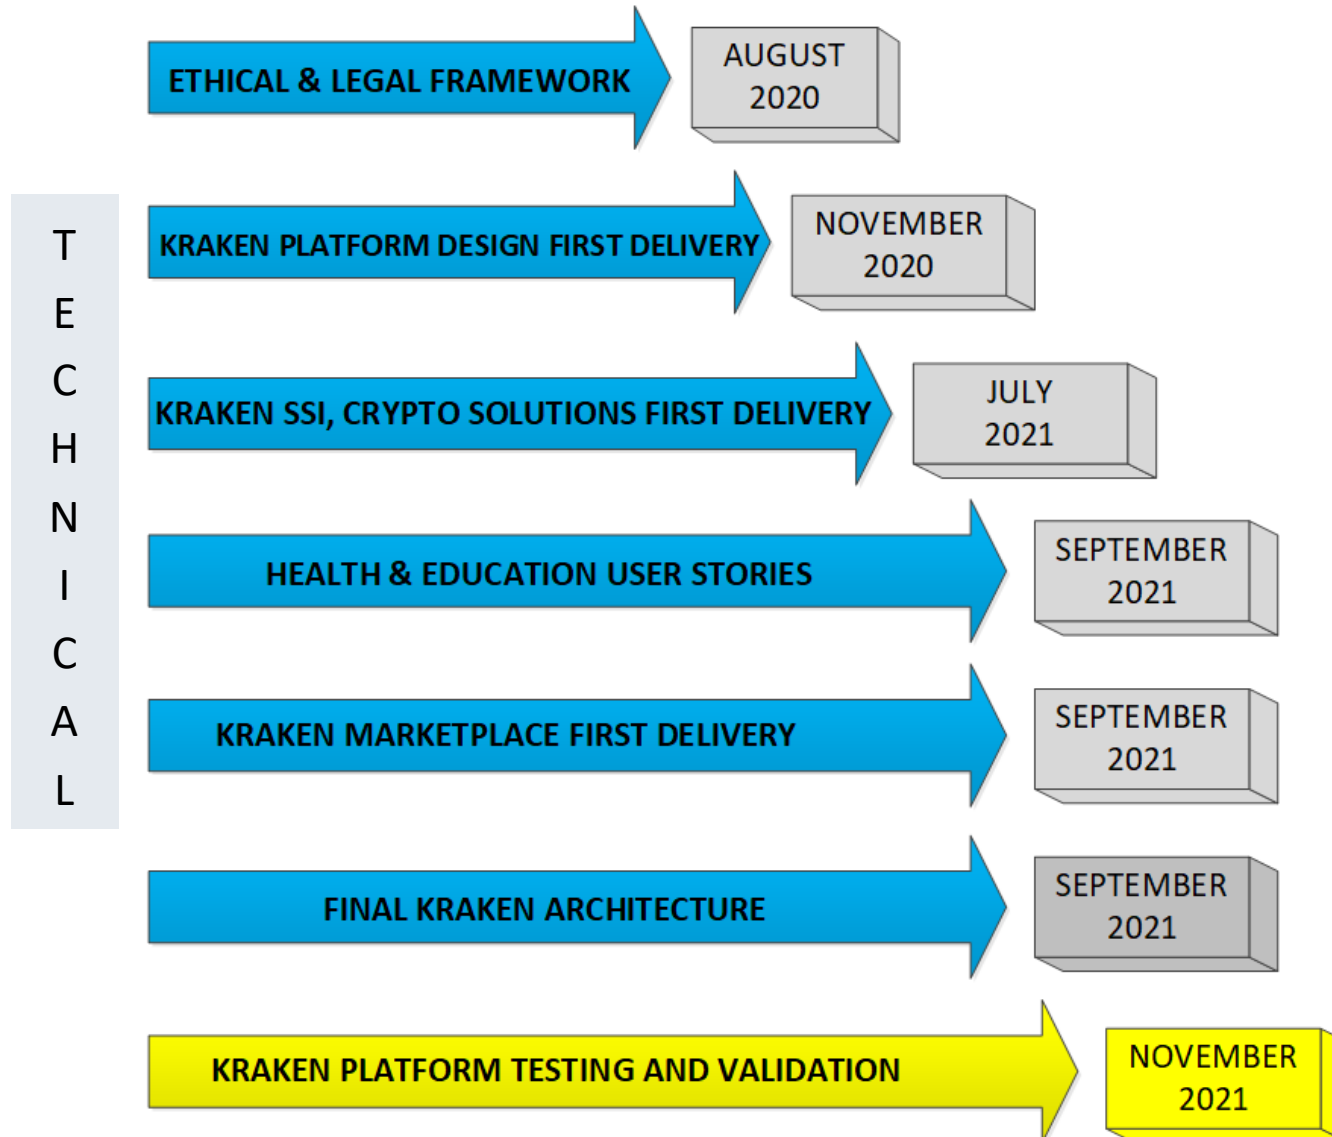 ETHICAL & LEGAL FRAMEWORK
AUGUST
2020
TECHNICAL
KRAKEN PLATFORM DESIGN FIRST DELIVERY
NOVEMBER
2020
KRAKEN SSI, CRYPTO SOLUTIONS FIRST DELIVERY
JULY
2021
HEALTH & EDUCATION USER STORIES
SEPTEMBER
2021
KRAKEN MARKETPLACE FIRST DELIVERY
SEPTEMBER
2021
FINAL KRAKEN ARCHITECTURE
SEPTEMBER
2021
KRAKEN PLATFORM TESTING AND VALIDATION
NOVEMBER
2021